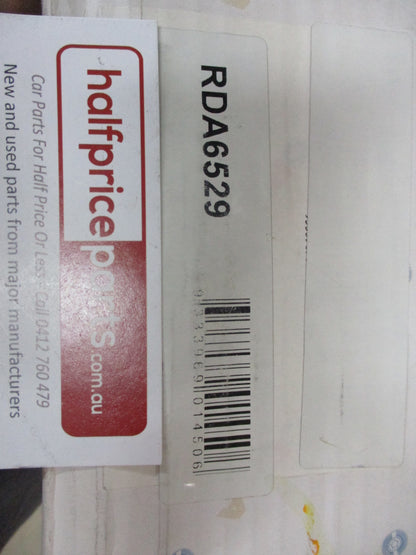 halfpriceparts.com.au
Car Parts For Half Price Or Less. Call 0412 760 479
New and used parts from major manufacturers
RDA6529